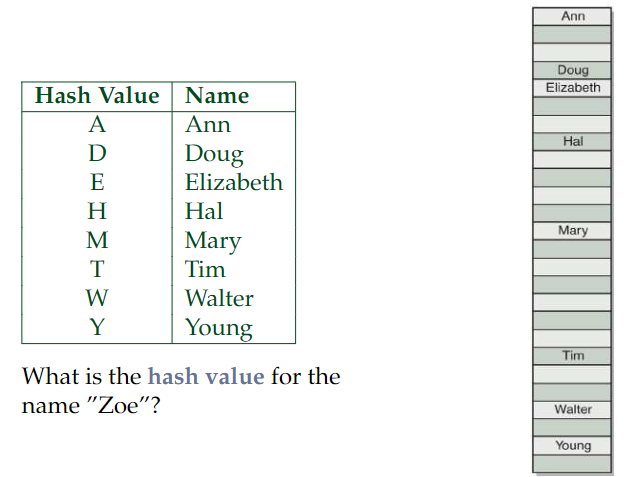 Hash Value Name
A Ann
D Doug
E Elizabeth
H Hal
M Mary
T Tim
W Walter
Y Young
What is the hash value for the
name ”Zoe”?
Ann
Doug
Elizabeth
Hal
Mary
Tim
Walter
Young